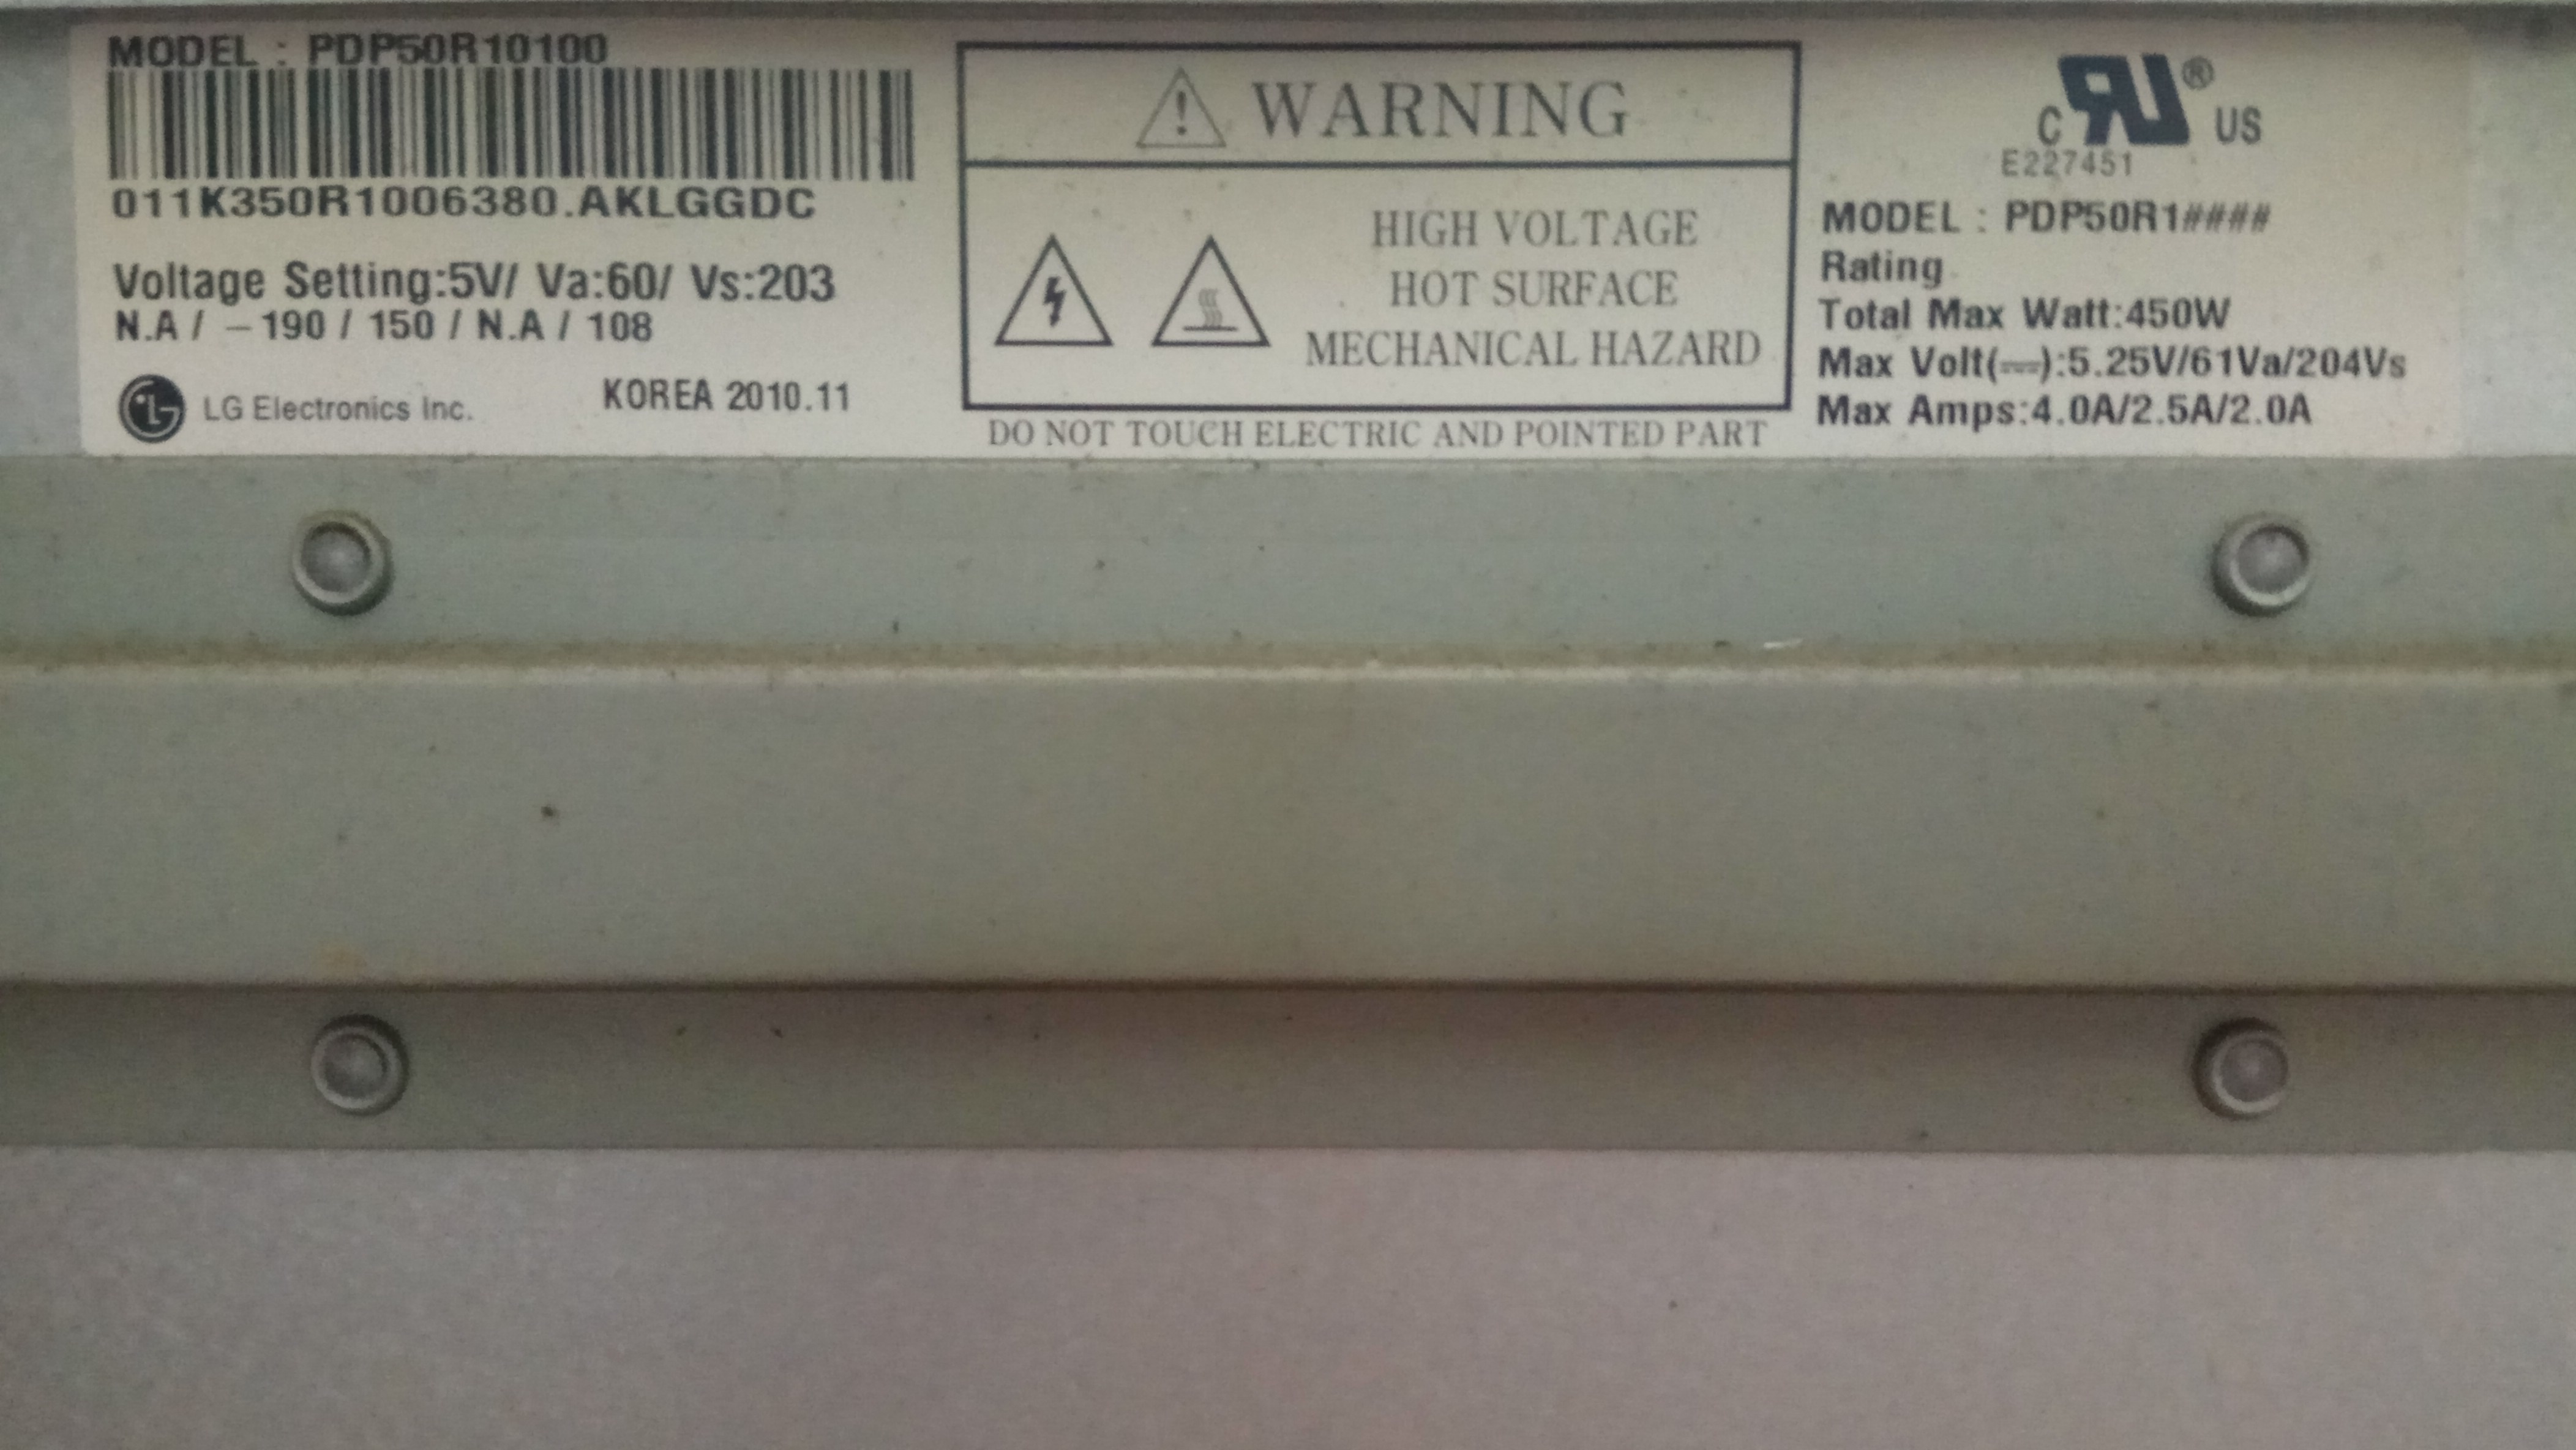 MODEL : PDP50R10100
011K350R1006380.AKLGGDC
Voltage Setting:5V/ Va:60/ Vs:203
N.A / -190 / 150 / N.A / 108
LG Electronics Inc.
KOREA 2010.11
WARNING
HIGH VOLTAGE
HOT SURFACE
MECHANICAL HAZARD
DO NOT TOUCH ELECTRIC AND POINTED PART
C RU® US
E227451
MODEL : PDP50R1####
Rating
Total Max Watt:450W
Max Volt(⎓):5.25V/61Va/204Vs
Max Amps:4.0A/2.5A/2.0A